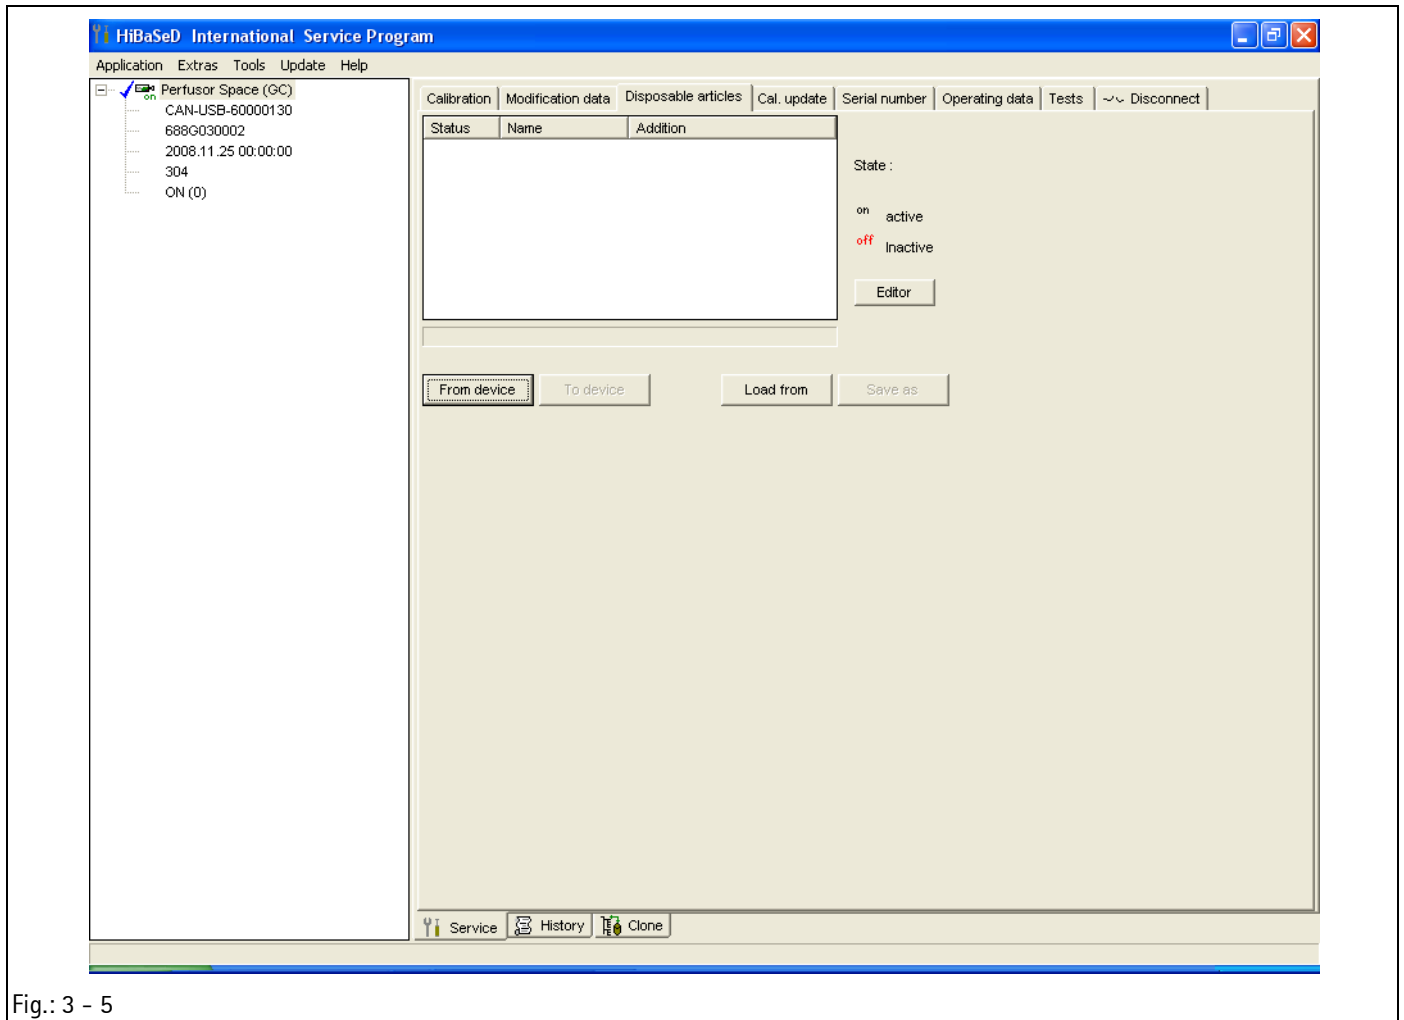 HiBaSeD International Service Program
Application Extras Tools Update Help
Perfusor Space (GC)
on
CAN-USB-60000130
688G030002
2008.11.25 00:00:00
304
ON (0)
Calibration Modification data Disposable articles Cal. update Serial number Operating data Tests Disconnect
Status Name Addition
State :
on active
off Inactive
Editor
From device To device Load from Save as
Service History Clone
Fig.: 3 - 5